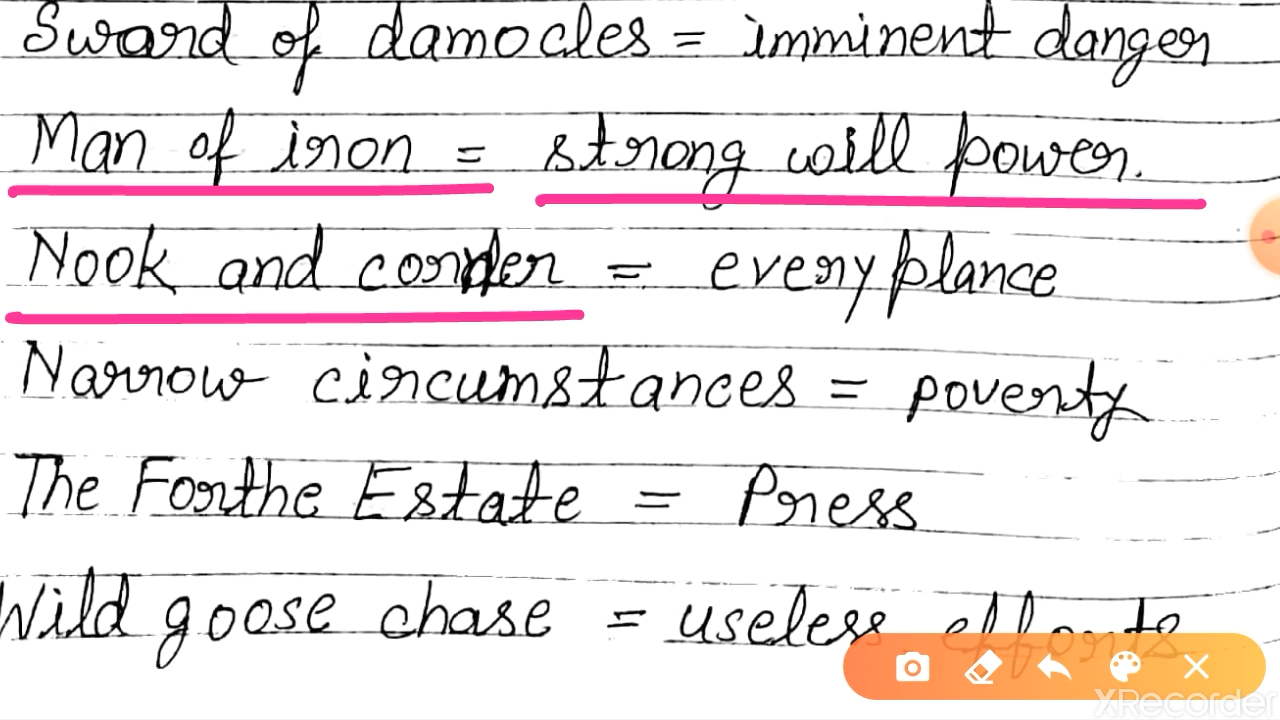 Sward of damocles = imminent danger
Man of iron = strong will power.
Nook and corner = every plance
Narrow circumstances = poverty
The Forthe Estate = Press
Wild goose chase = useless efforts
XRecorder